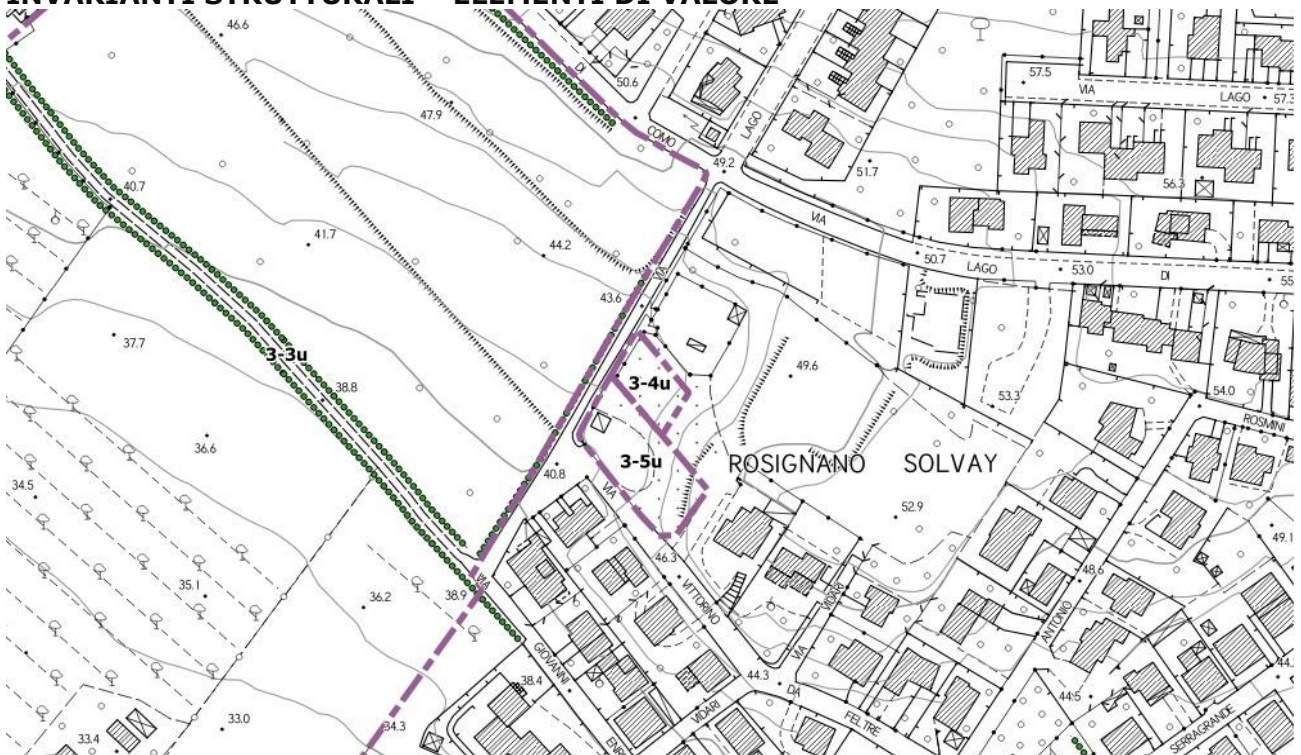 INVARIANTI STRUTTURALI – ELEMENTI DI VALORE
46.6
50.6
57.5
VIA
LAGO
57.3
47.9
COMO
LAGO
49.2
51.7
40.7
56.3
VIA
41.7
44.2
50.7
LAGO
53.0
DI
55
VIA
43.6
37.7
3-3u
38.8
3-4u
49.6
53.3
54.0
ROSMINI
36.6
34.5
40.8
3-5u
VIA
ROSIGNANO SOLVAY
52.9
49.1
46.3
35.1
36.2
38.9
VIA
VITTORINO
VIDARI
48.6
ANTONIO
GIOVANNI
VIA
38.4
44.3
DA
FELTRE
44.5
44.
33.0
34.3
33.4
VIDARI
SERRAGRANDE